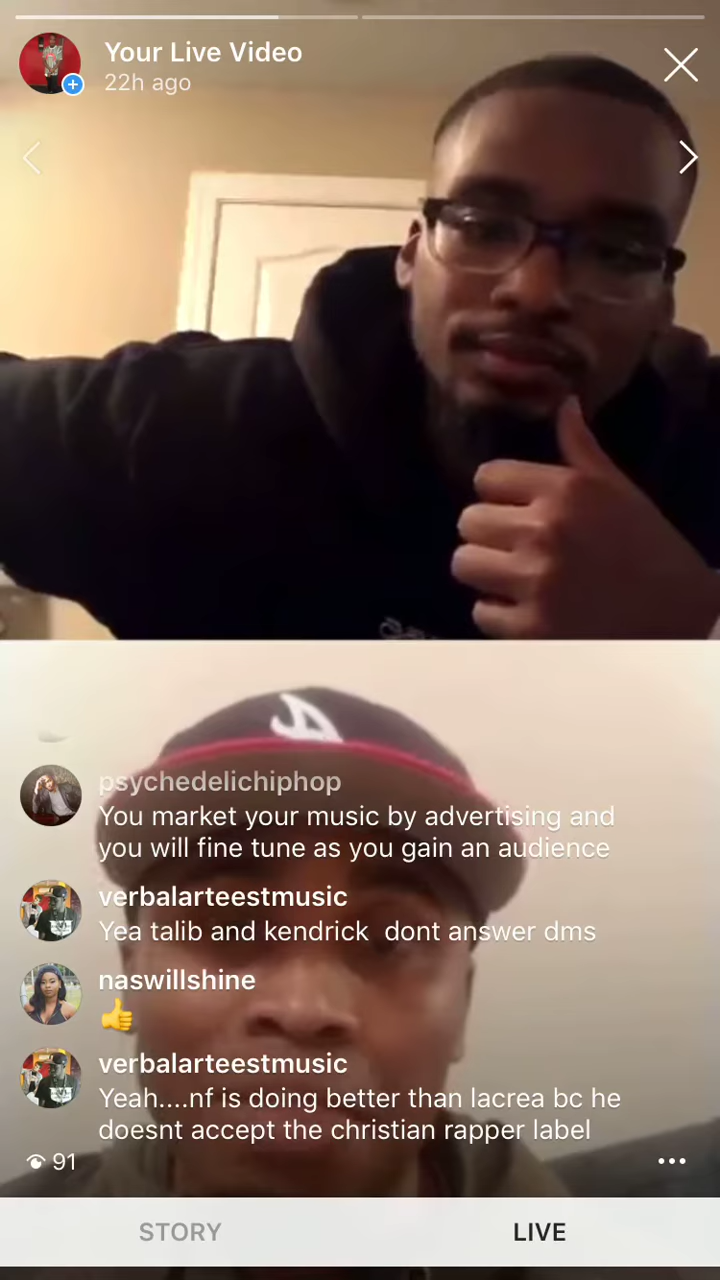 Your Live Video
22h ago
psychedelichiphop
You market your music by advertising and
you will fine tune as you gain an audience
verbalarteestmusic
Yea talib and kendrick  dont answer dms
naswillshine
👍
verbalarteestmusic
Yeah....nf is doing better than lacrea bc he
doesnt accept the christian rapper label
91
STORY
LIVE